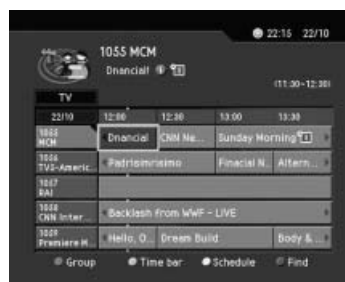 22:15 22/10
1055 MCM
Dnancial!
(11:30~12:30)
TV
22/10 12:00 12:30 13:00 13:30
1055 MCM Dnancial CNN Ne... Sunday Morning
1056 TV5-Americ... Padrisimrisimo Finacial N... Altern...
1057 RAI
1058 CNN Inter... Backlash from WWF - LIVE
1059 Premiere H... Hello, O... Dream Build Body & ...
Group Time bar Schedule Find